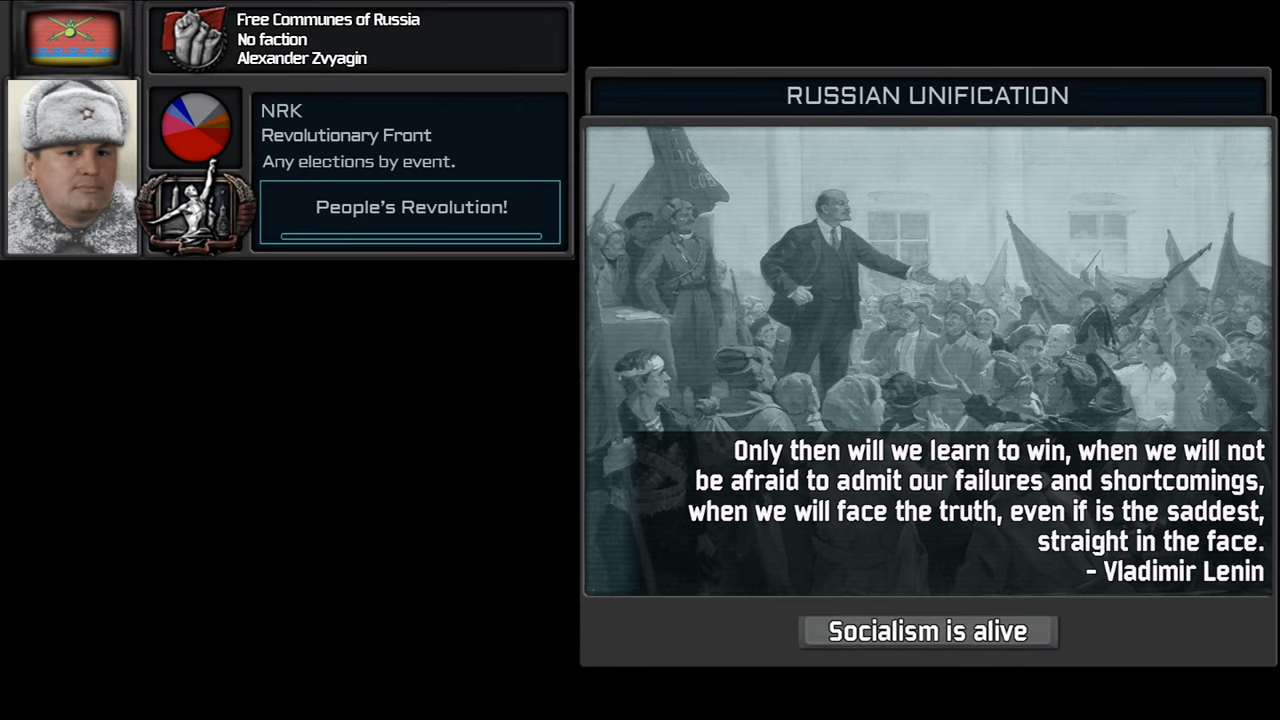 Free Communes of Russia
No faction
Alexander Zvyagin
NRK
Revolutionary Front
Any elections by event.
People's Revolution!
RUSSIAN UNIFICATION
Only then will we learn to win, when we will not
be afraid to admit our failures and shortcomings,
when we will face the truth, even if is the saddest,
straight in the face.
- Vladimir Lenin
Socialism is alive